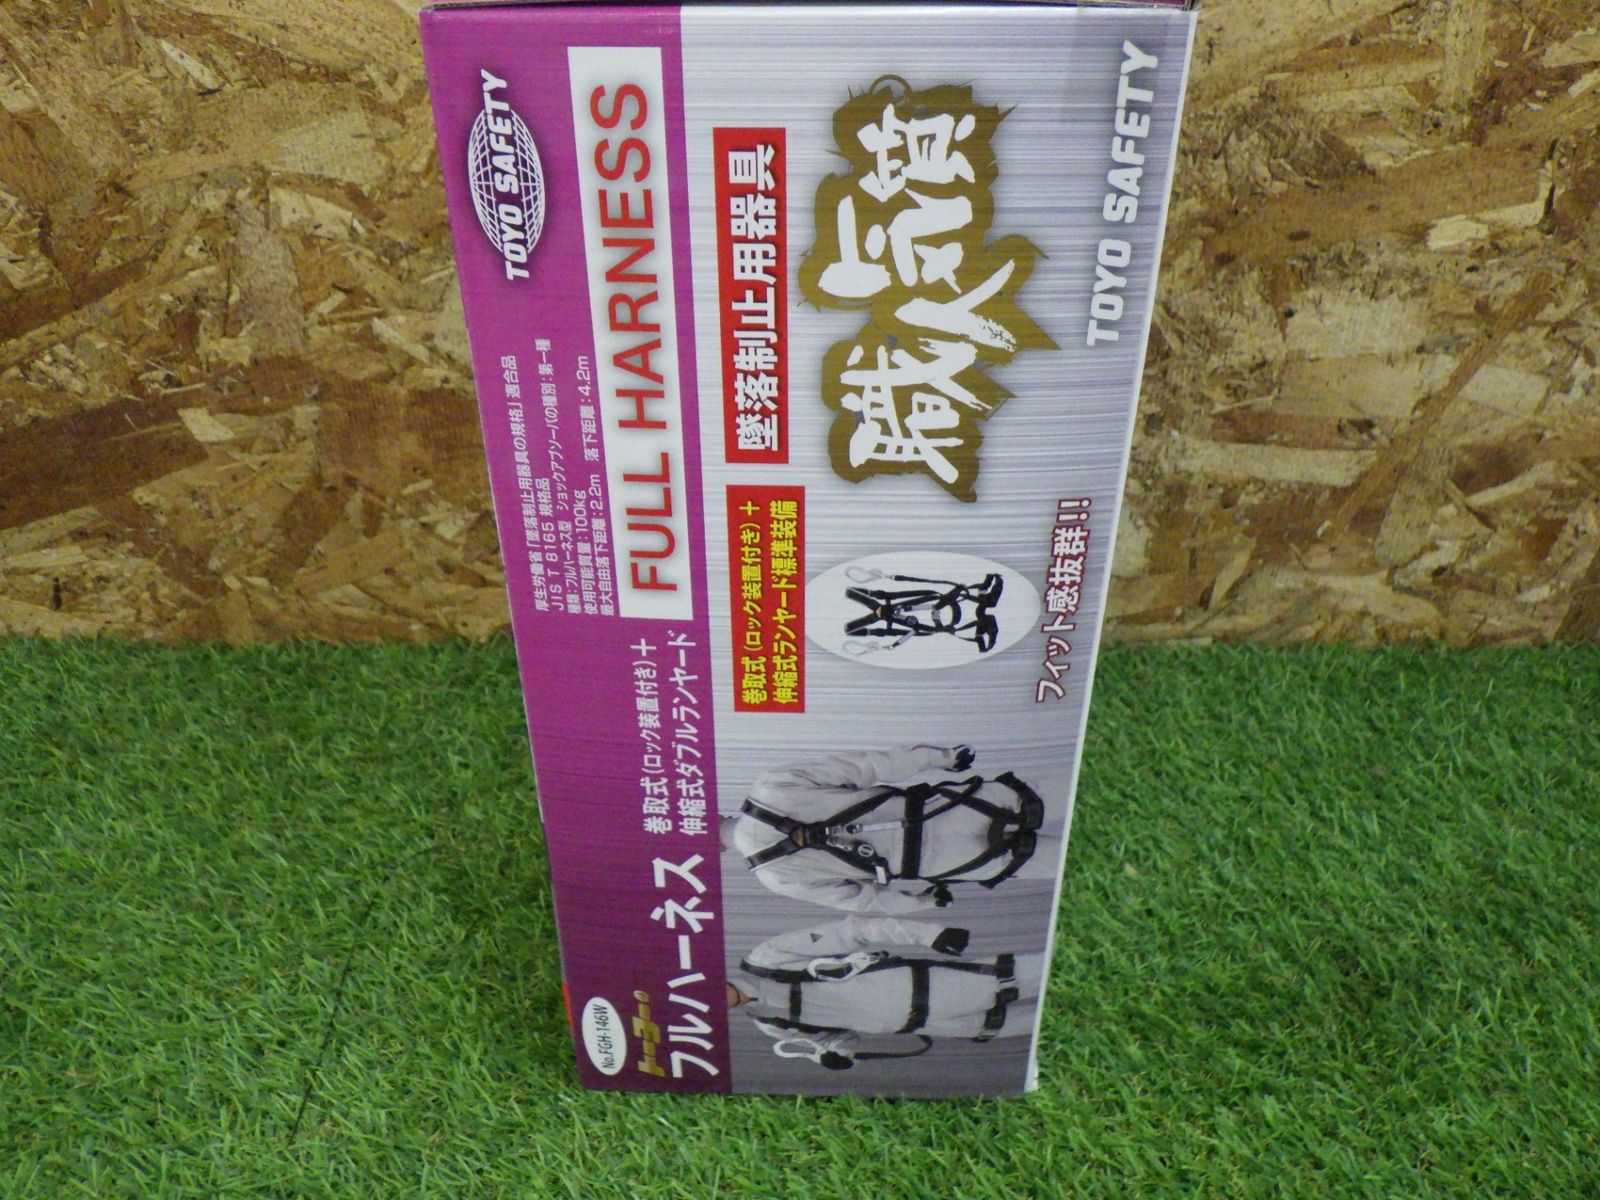 TOYO SAFETY
厚生労働省「墜落制止用器具の規格」適合品
JIS T 8165 規格品
種類:フルハーネス型 ショックアブソーバの種別:第一種
使用可能質量:100kg
最大自由落下距離:2.2m 落下距離:4.2m
FULL HARNESS
No.FGH-146W
トーヨーの
フルハーネス
巻取式(ロック装置付き)+
伸縮式ダブルランヤード
墜落制止用器具
巻取式(ロック装置付き)+
伸縮式ランヤード標準装備
職人気質
フィット感抜群!!
TOYO SAFETY